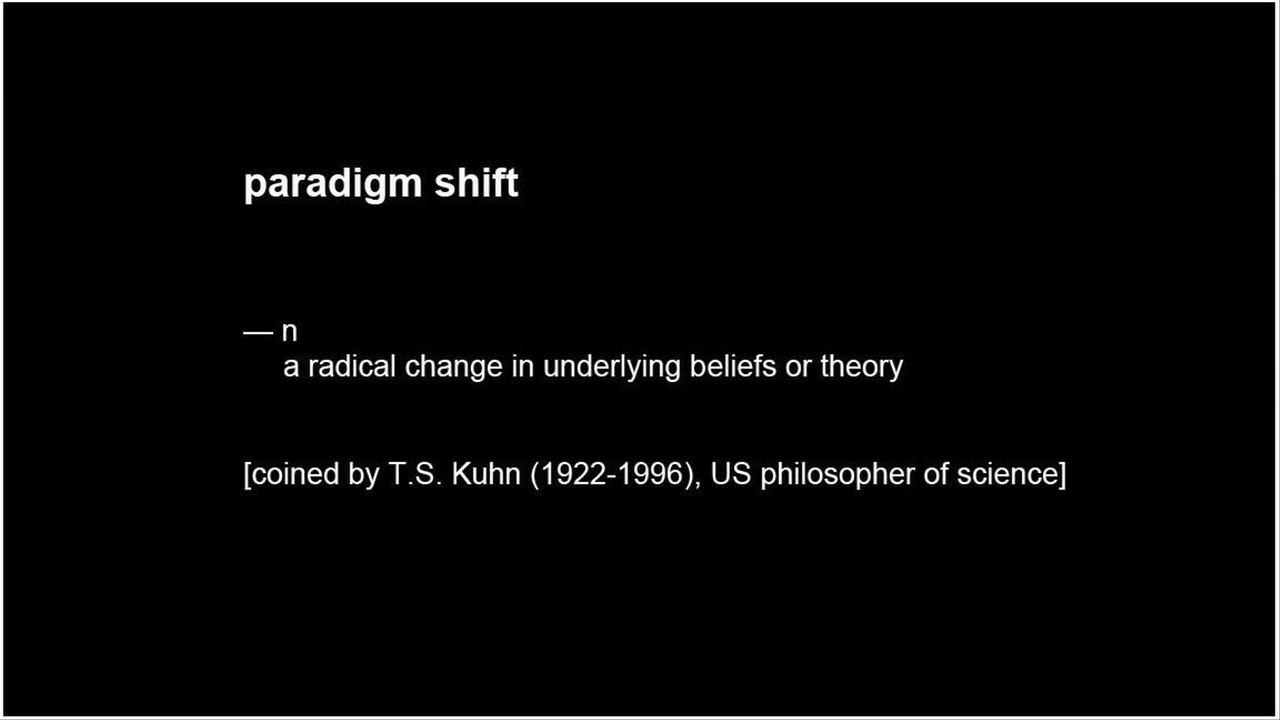 paradigm shift
— n
a radical change in underlying beliefs or theory
[coined by T.S. Kuhn (1922-1996), US philosopher of science]